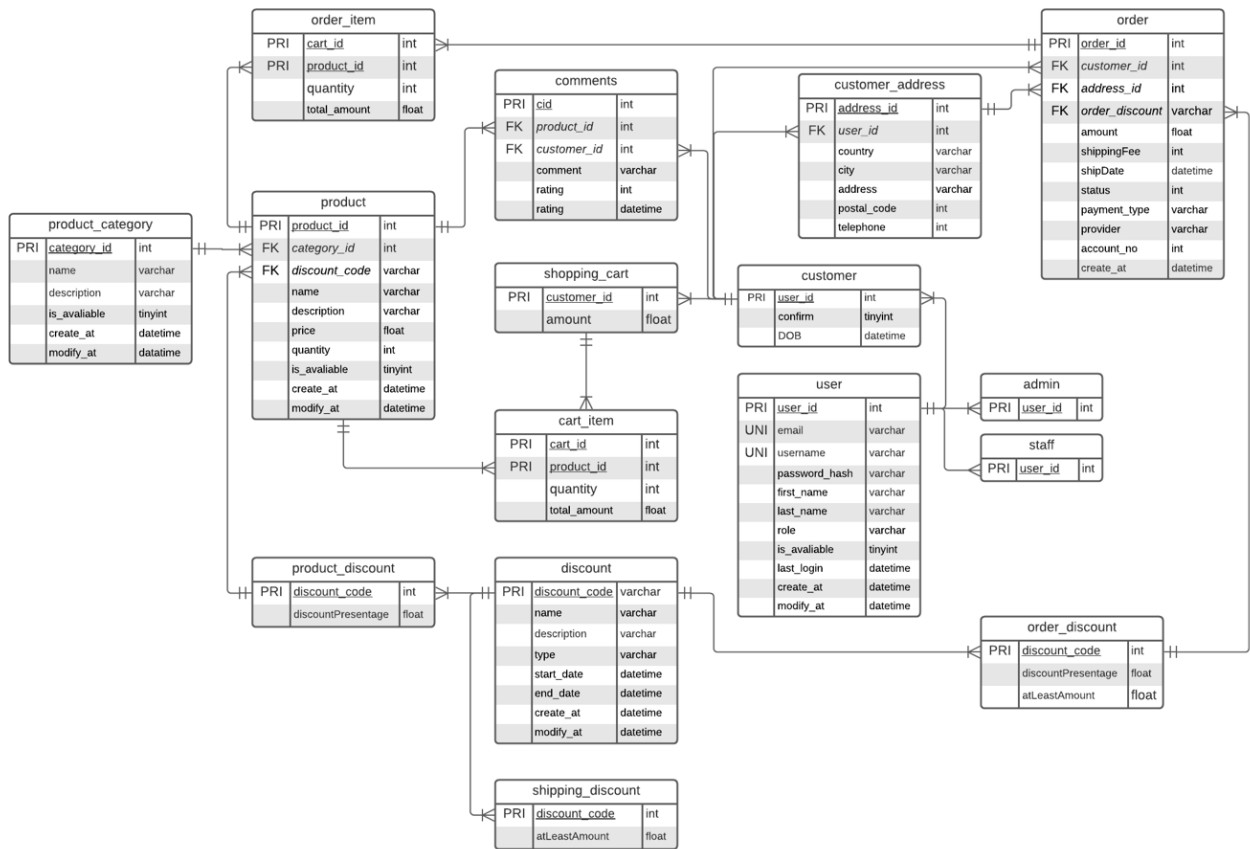 order_item
PRI cart_id int
PRI product_id int
quantity int
total_amount float
order
PRI order_id int
FK customer_id int
FK address_id int
FK order_discount varchar
amount float
shippingFee int
shipDate datetime
status int
payment_type varchar
provider varchar
account_no int
create_at datetime
comments
PRI cid int
FK product_id int
FK customer_id int
comment varchar
rating int
rating datetime
customer_address
PRI address_id int
FK user_id int
country varchar
city varchar
address varchar
postal_code int
telephone int
product
PRI product_id int
FK category_id int
FK discount_code varchar
name varchar
description varchar
price float
quantity int
is_avaliable tinyint
create_at datetime
modify_at datetime
product_category
PRI category_id int
name varchar
description varchar
is_avaliable tinyint
create_at datetime
modify_at datatime
shopping_cart
PRI customer_id int
amount float
customer
PRI user_id int
confirm tinyint
DOB datetime
user
PRI user_id int
UNI email varchar
UNI username varchar
password_hash varchar
first_name varchar
last_name varchar
role varchar
is_avaliable tinyint
last_login datetime
create_at datetime
modify_at datetime
admin
PRI user_id int
staff
PRI user_id int
cart_item
PRI cart_id int
PRI product_id int
quantity int
total_amount float
product_discount
PRI discount_code int
discountPresentage float
discount
PRI discount_code varchar
name varchar
description varchar
type varchar
start_date datetime
end_date datetime
create_at datetime
modify_at datetime
order_discount
PRI discount_code int
discountPresentage float
atLeastAmount float
shipping_discount
PRI discount_code int
atLeastAmount float